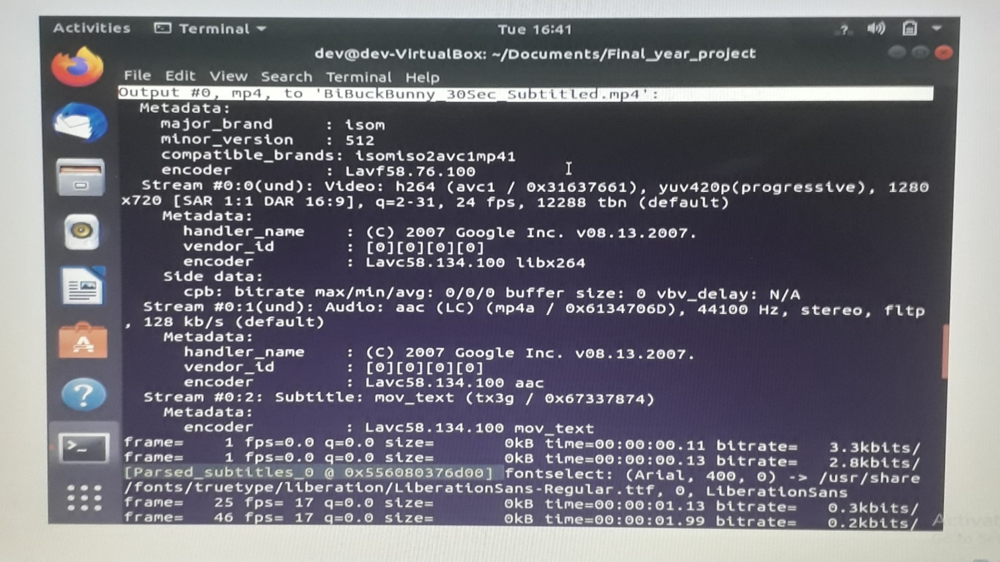 Activities Terminal Tue 16:41 ?
dev@dev-VirtualBox: ~/Documents/Final_year_project
File Edit View Search Terminal Help
Output #0, mp4, to 'BiBuckBunny_30Sec_Subtitled.mp4':
Metadata:
major_brand : isom
minor_version : 512
compatible_brands: isomiso2avc1mp41
encoder : Lavf58.76.100
Stream #0:0(und): Video: h264 (avc1 / 0x31637661), yuv420p(progressive), 1280
x720 [SAR 1:1 DAR 16:9], q=2-31, 24 fps, 12288 tbn (default)
Metadata:
handler_name : (C) 2007 Google Inc. v08.13.2007.
vendor_id : [0][0][0][0]
encoder : Lavc58.134.100 libx264
Side data:
cpb: bitrate max/min/avg: 0/0/0 buffer size: 0 vbv_delay: N/A
Stream #0:1(und): Audio: aac (LC) (mp4a / 0x6134706D), 44100 Hz, stereo, fltp
, 128 kb/s (default)
Metadata:
handler_name : (C) 2007 Google Inc. v08.13.2007.
vendor_id : [0][0][0][0]
encoder : Lavc58.134.100 aac
Stream #0:2: Subtitle: mov_text (tx3g / 0x67337874)
Metadata:
encoder : Lavc58.134.100 mov_text
frame= 1 fps=0.0 q=0.0 size= 0kB time=00:00:00.11 bitrate= 3.3kbits/
frame= 1 fps=0.0 q=0.0 size= 0kB time=00:00:00.13 bitrate= 2.8kbits/
[Parsed_subtitles_0 @ 0x556080376d00] fontselect: (Arial, 400, 0) -> /usr/share
/fonts/truetype/liberation/LiberationSans-Regular.ttf, 0, LiberationSans
frame= 25 fps= 17 q=0.0 size= 0kB time=00:00:01.13 bitrate= 0.3kbits/
frame= 46 fps= 17 q=0.0 size= 0kB time=00:00:01.99 bitrate= 0.2kbits/